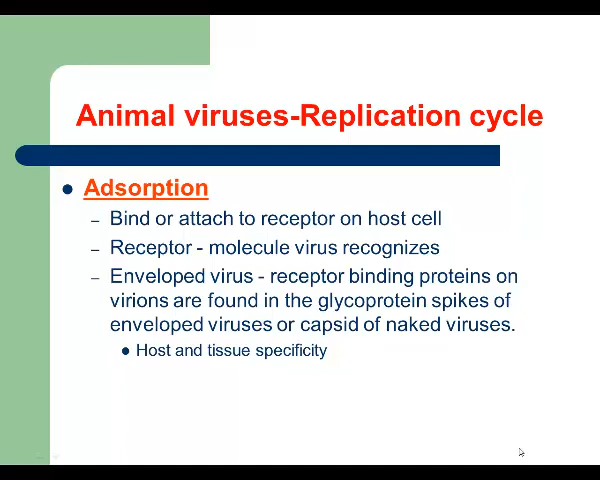 Animal viruses-Replication cycle
● Adsorption
– Bind or attach to receptor on host cell
– Receptor - molecule virus recognizes
– Enveloped virus - receptor binding proteins on
virions are found in the glycoprotein spikes of
enveloped viruses or capsid of naked viruses.
● Host and tissue specificity